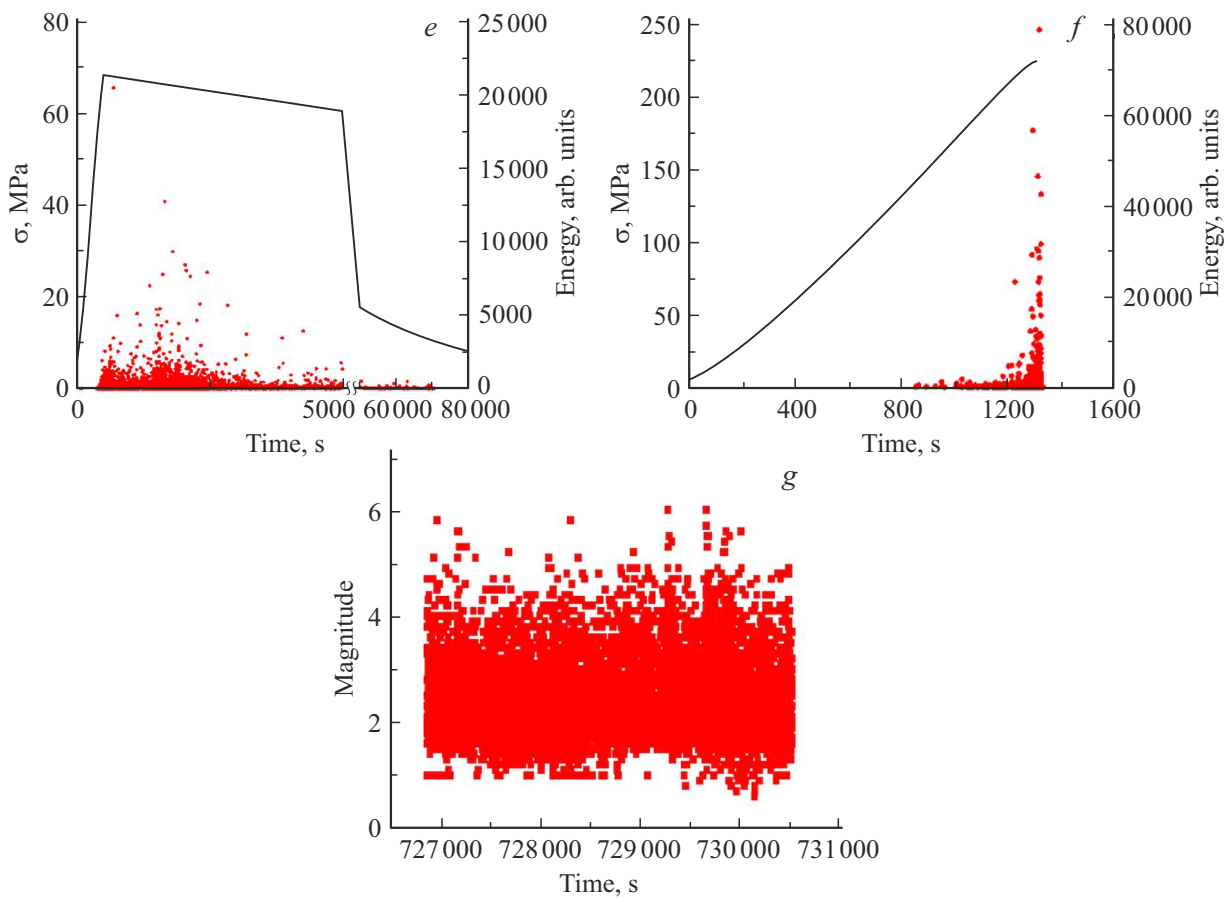 e
80
60
40
20
0
σ, MPa
25 000
20 000
15 000
10 000
5000
0
Energy, arb. units
0 5000 60 000 80 000
Time, s
f
250
200
150
100
50
0
σ, MPa
80 000
60 000
40 000
20 000
0
Energy, arb. units
0 400 800 1200 1600
Time, s
g
6
4
2
0
Magnitude
727 000 728 000 729 000 730 000 731 000
Time, s